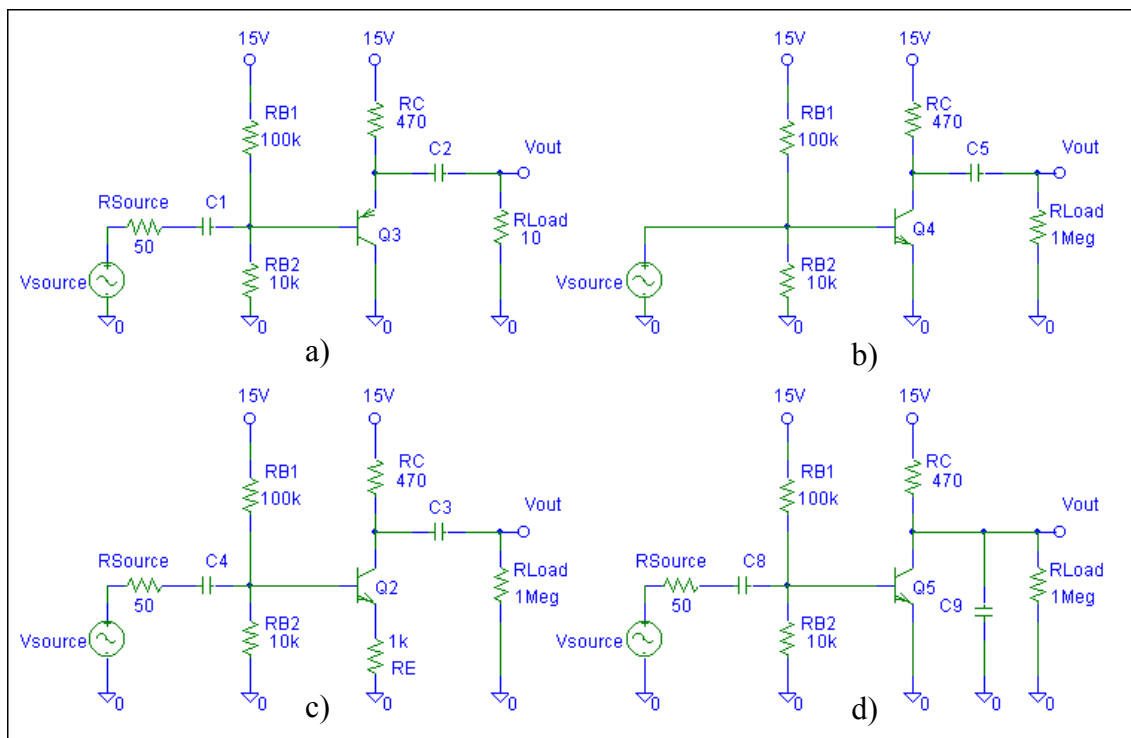 15V
15V
RB1
100k
RC
470
C2
Vout
RSource
50
C1
Q3
RLoad
10
Vsource
RB2
10k
0
0
0
0
a)
15V
15V
RB1
100k
RC
470
C5
Vout
Q4
RLoad
1Meg
Vsource
RB2
10k
0
0
0
0
b)
15V
15V
RB1
100k
RC
470
C3
Vout
RSource
50
C4
Q2
RLoad
1Meg
Vsource
RB2
10k
1k
RE
0
0
0
0
c)
15V
15V
RB1
100k
RC
470
Vout
RSource
50
C8
Q5
C9
RLoad
1Meg
Vsource
RB2
10k
0
0
0
0
0
d)